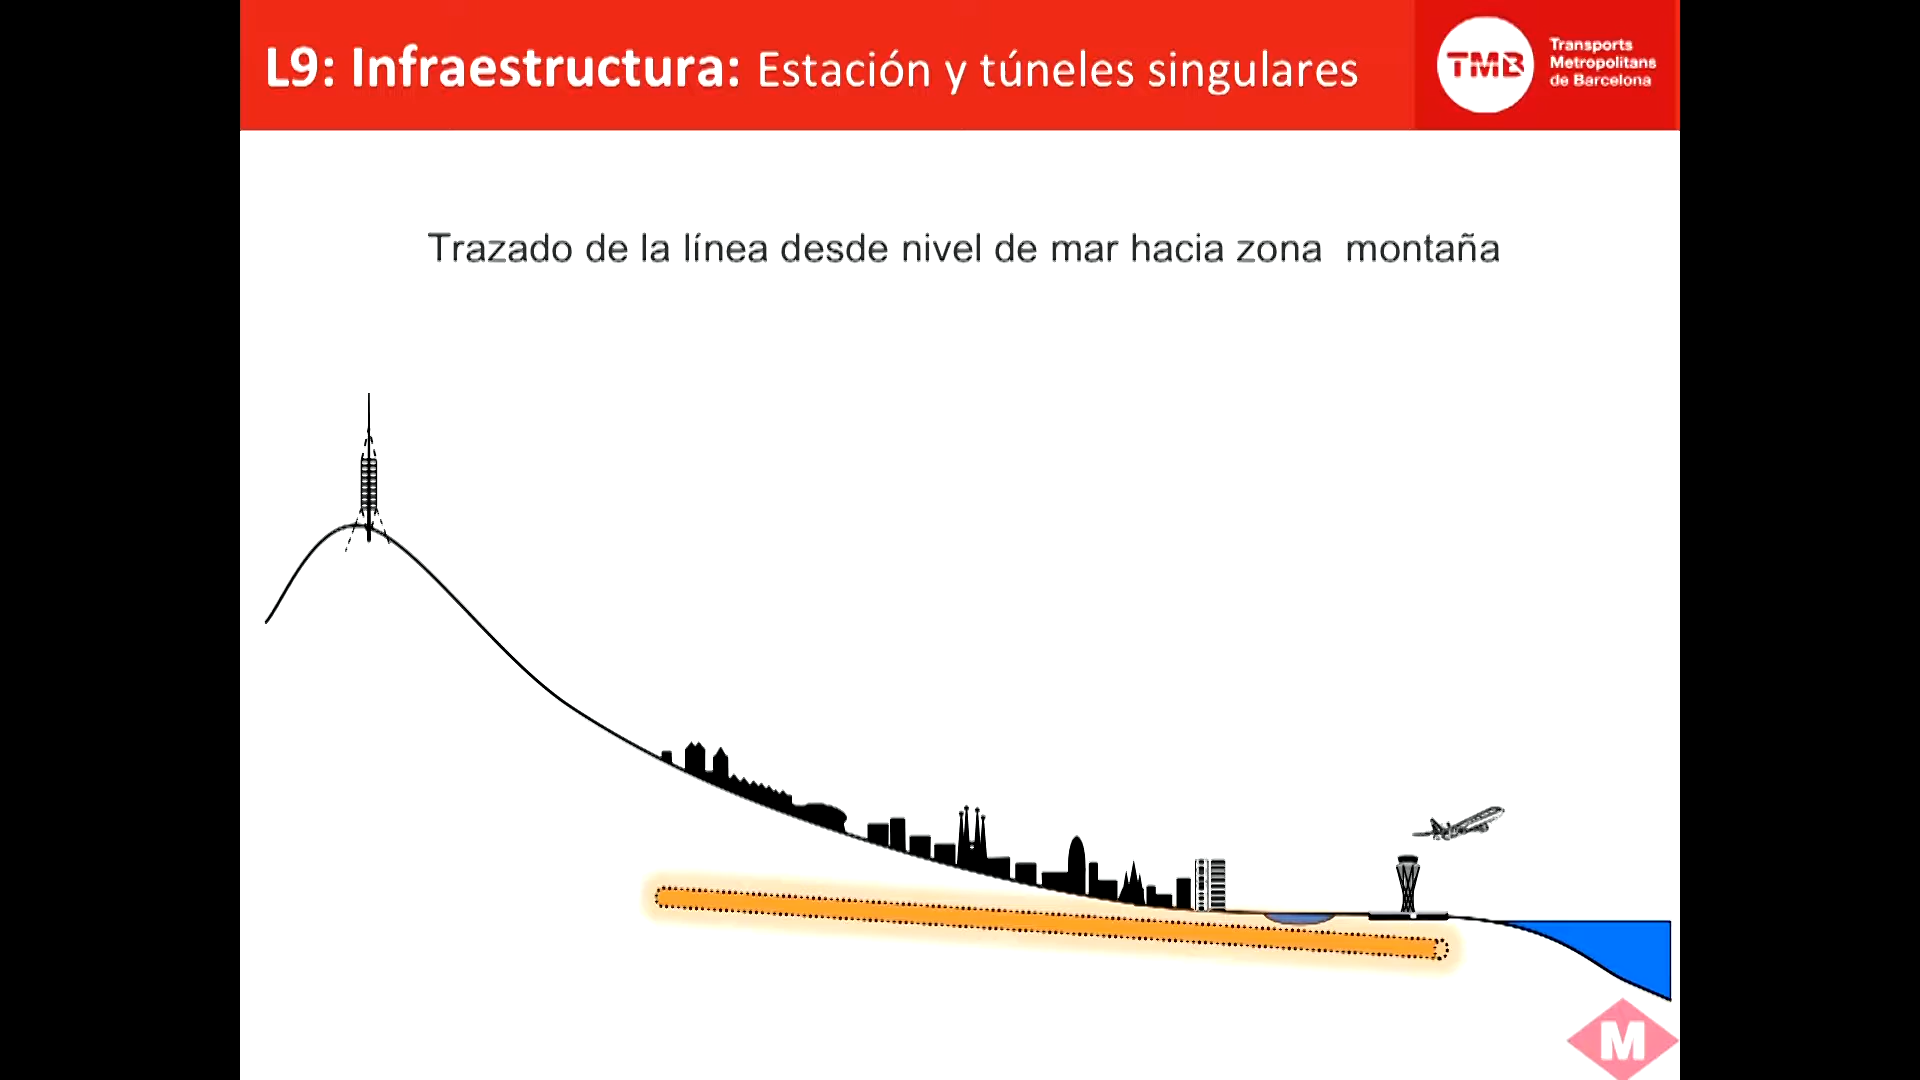 L9: Infraestructura: Estación y túneles singulares
TMB
Transports
Metropolitans
de Barcelona
Trazado de la línea desde nivel de mar hacia zona montaña
M